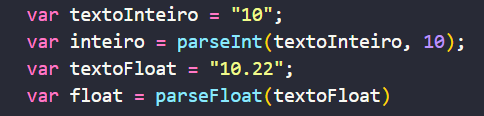 var textoInteiro = "10";
var inteiro = parseInt(textoInteiro, 10);
var textoFloat = "10.22";
var float = parseFloat(textoFloat)